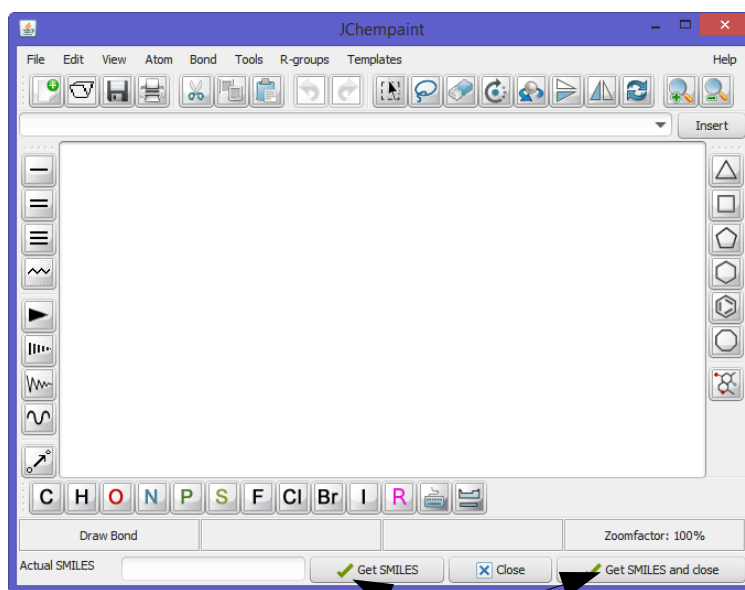 JChempaint
File Edit View Atom Bond Tools R-groups Templates Help
Insert
C H O N P S F Cl Br I R
Draw Bond Zoomfactor: 100%
Actual SMILES Get SMILES Close Get SMILES and close